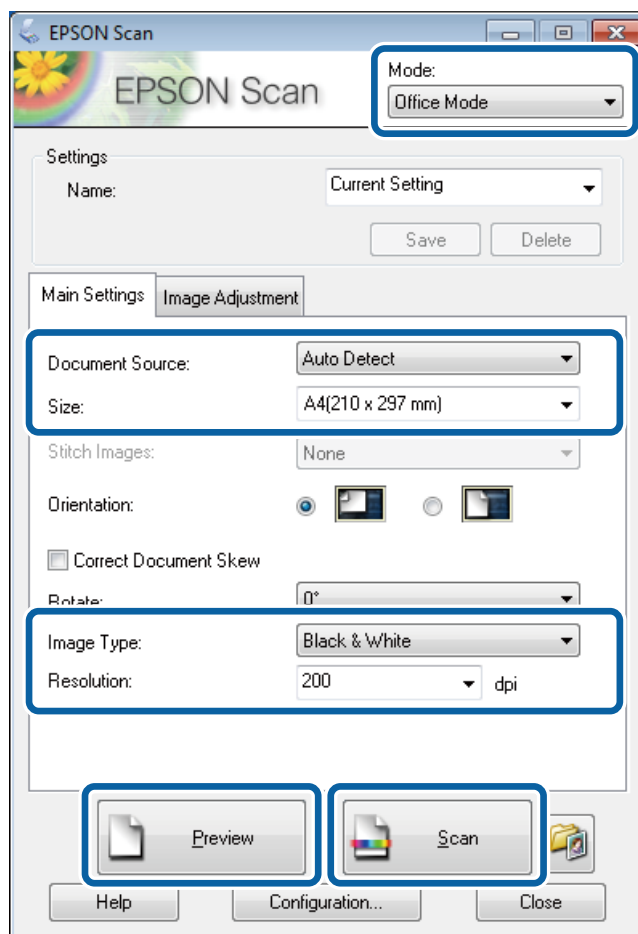 EPSON Scan
EPSON Scan
Mode:
Office Mode
Settings
Name:
Current Setting
Save
Delete
Main Settings
Image Adjustment
Document Source:
Auto Detect
Size:
A4(210 x 297 mm)
Stitch Images:
None
Orientation:
Correct Document Skew
Rotate:
0°
Image Type:
Black & White
Resolution:
200
dpi
Preview
Scan
Help
Configuration...
Close